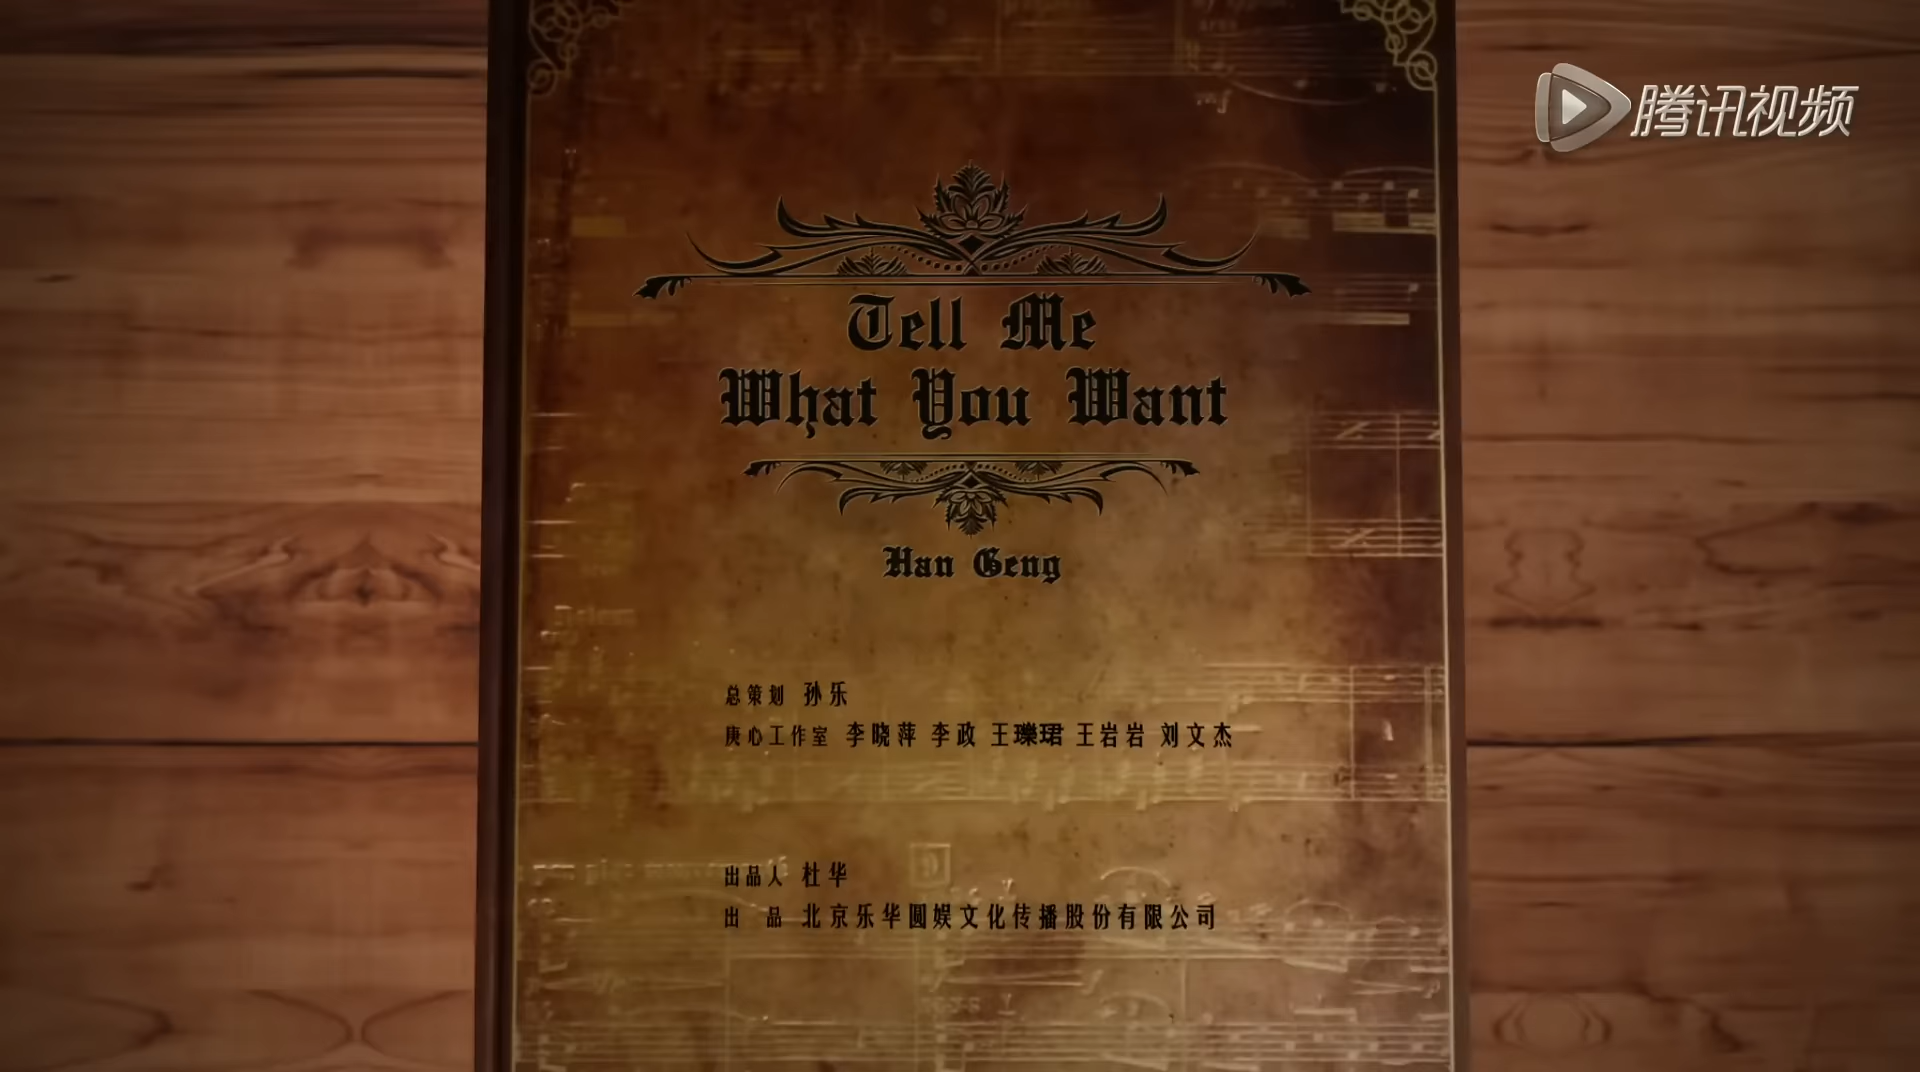 腾讯视频
Tell Me
What You Want
Han Geng
总策划 孙乐
庚心工作室 李晓萍 李政 王瓅珺 王岩岩 刘文杰
出品人 杜华
出 品 北京乐华圆娱文化传播股份有限公司